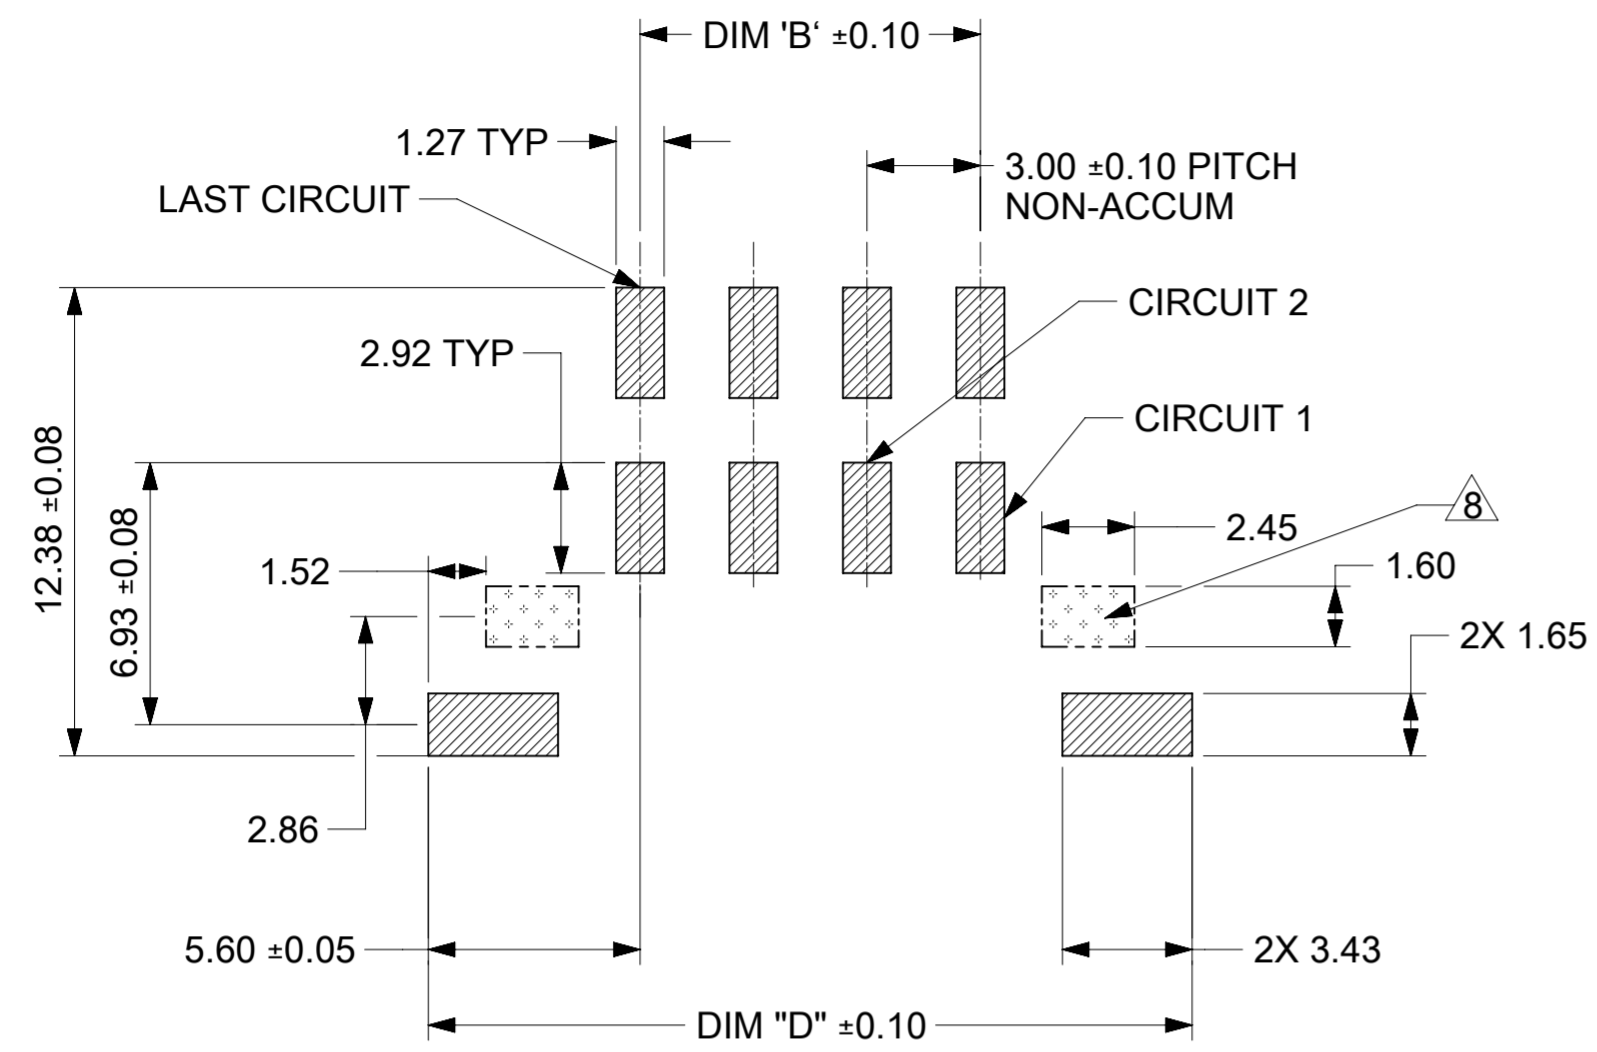 DIM 'B‘ ±0.10
1.27 TYP
3.00 ±0.10 PITCH
NON-ACCUM
LAST CIRCUIT
CIRCUIT 2
2.92 TYP
CIRCUIT 1
12.38 ±0.08
6.93 ±0.08
8
2.45
1.52
1.60
2X 1.65
2.86
5.60 ±0.05
2X 3.43
DIM "D" ±0.10